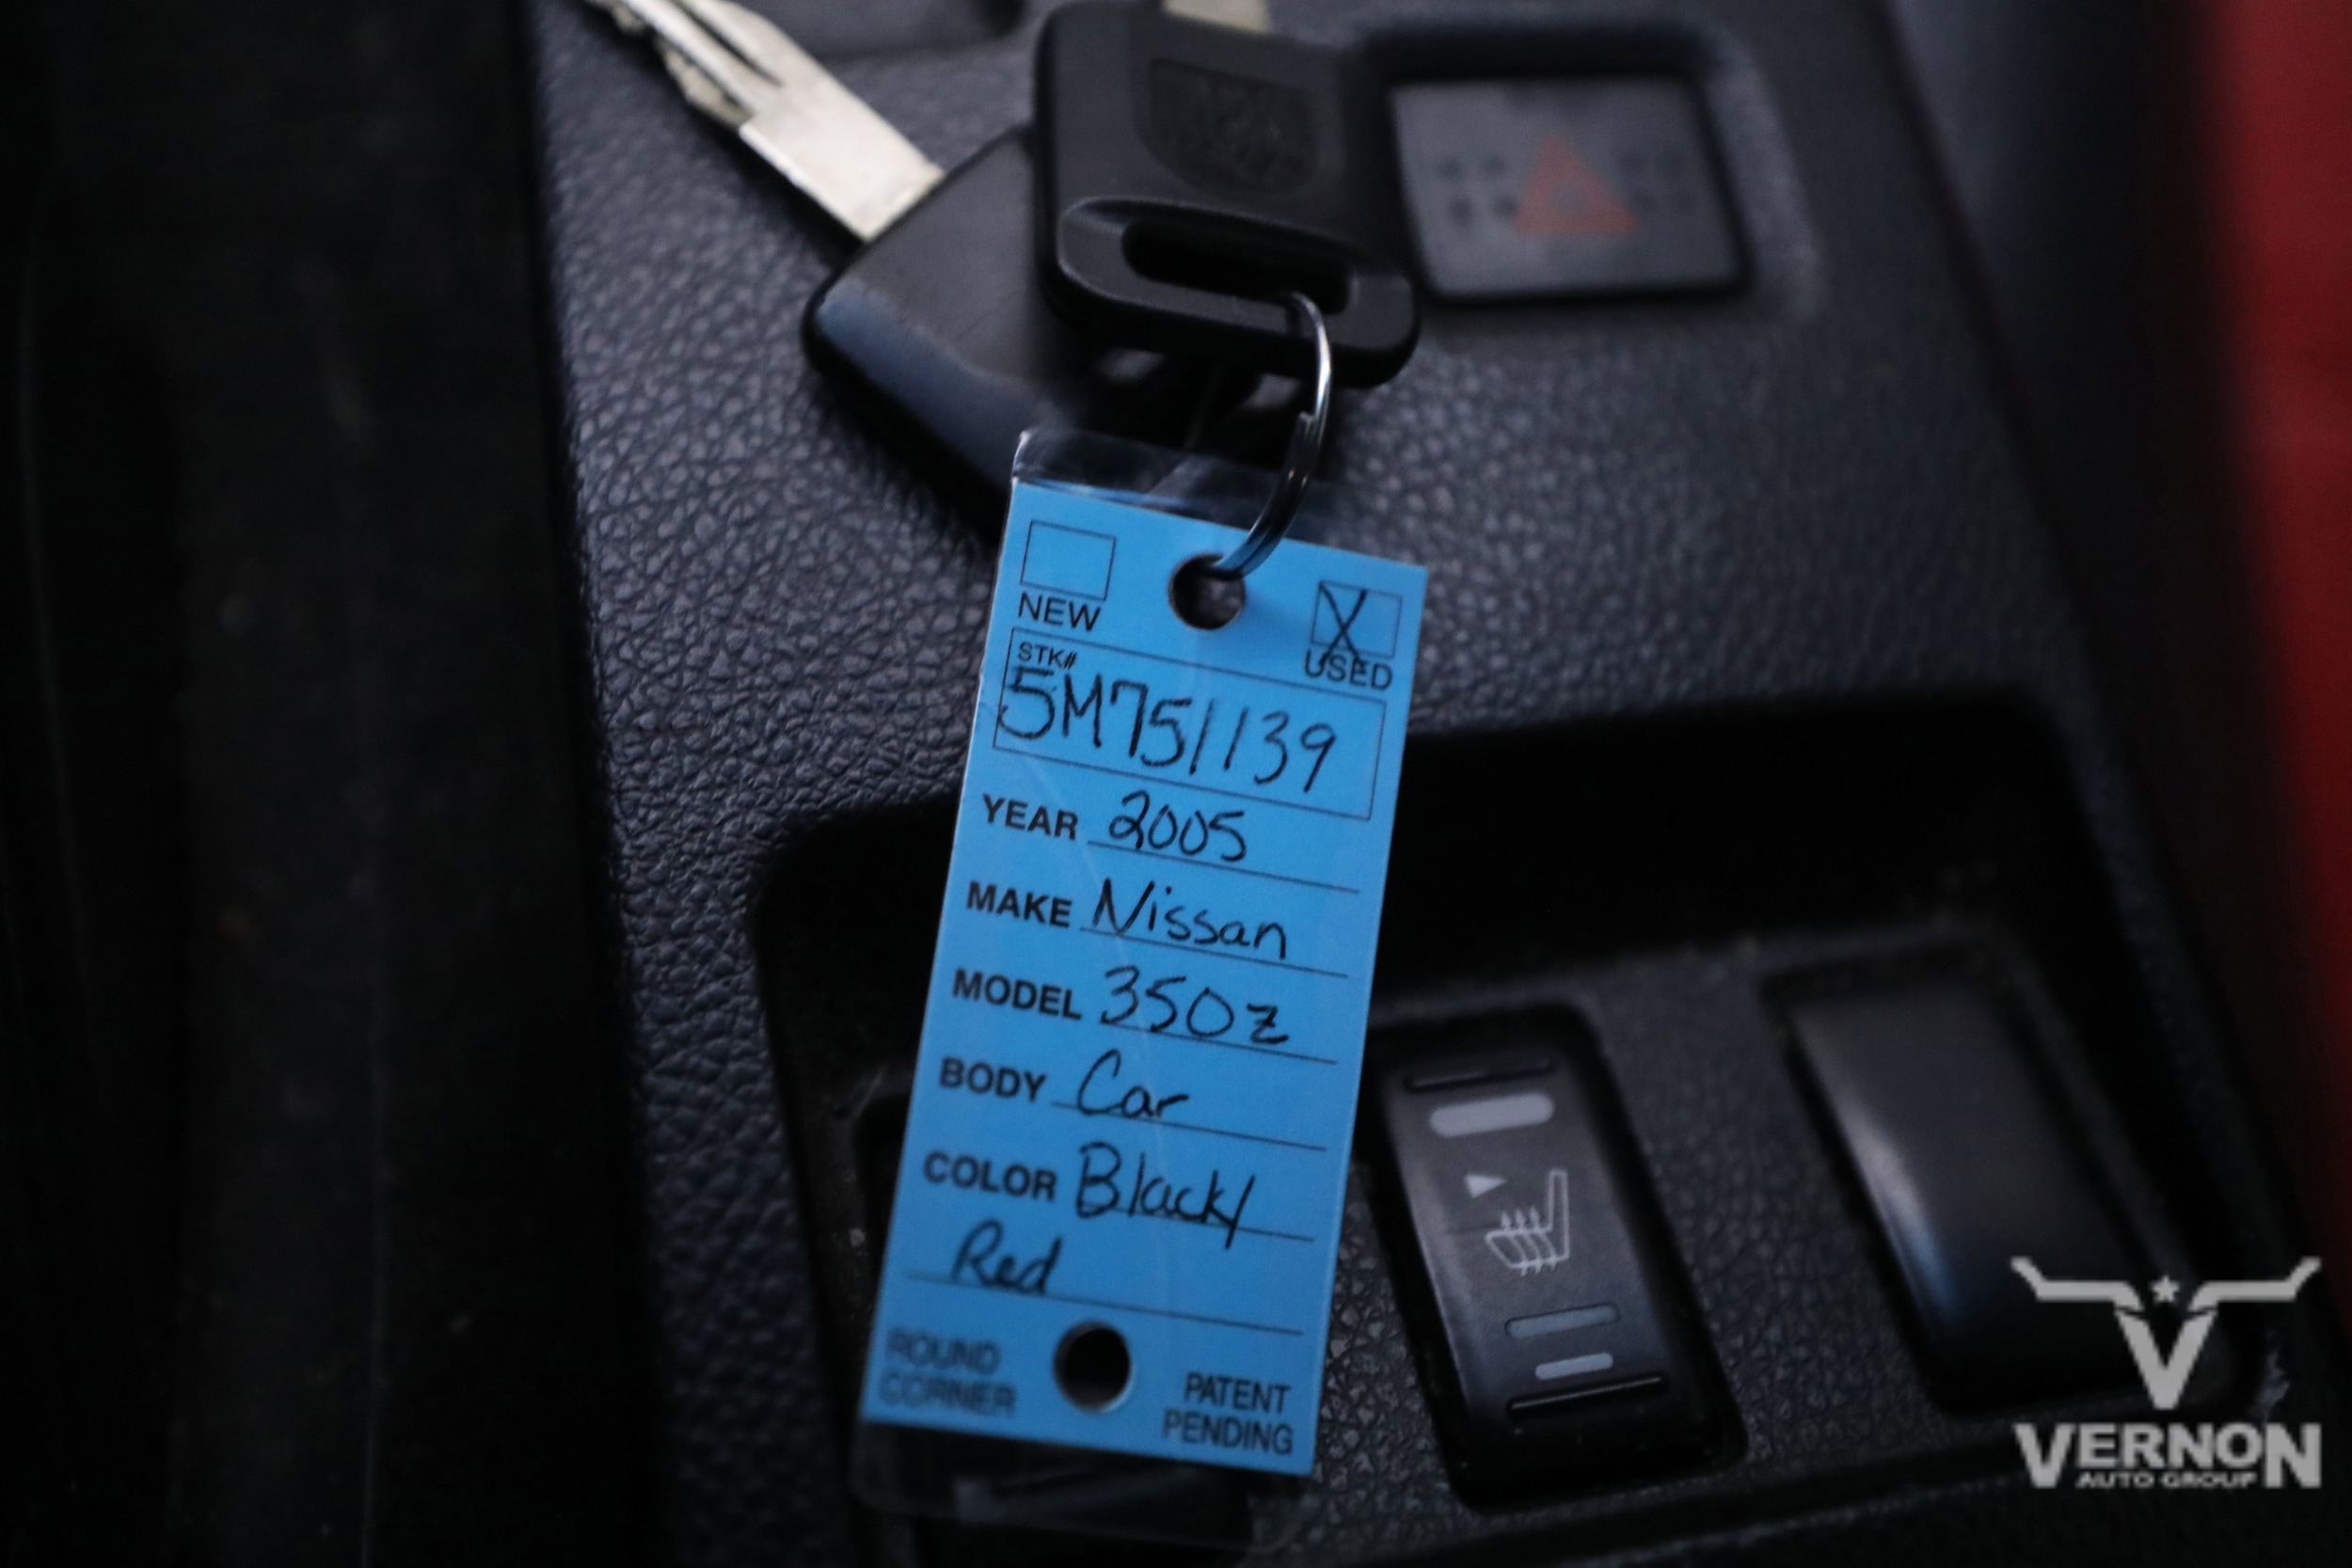 NEW
X
USED
STK#
5M751139
YEAR 2005
MAKE Nissan
MODEL 350z
BODY Car
COLOR Black/
Red
ROUND
CORNER
PATENT
PENDING
VERNON
AUTO GROUP